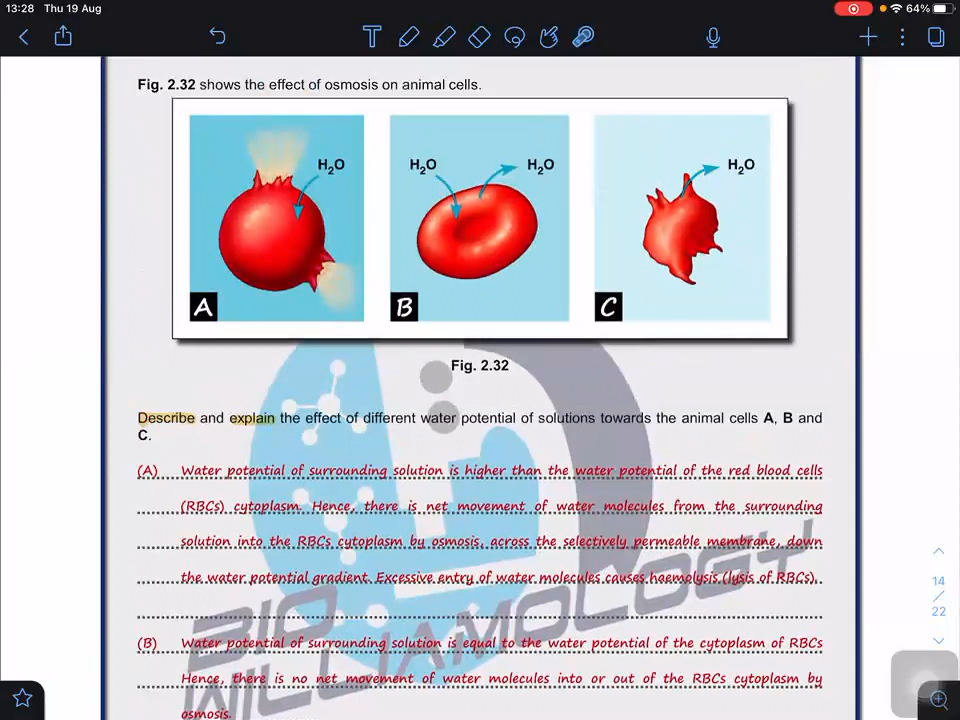 13:28 Thu 19 Aug 64%
Fig. 2.32 shows the effect of osmosis on animal cells.
H2O H2O H2O H2O
A B C
Fig. 2.32
Describe and explain the effect of different water potential of solutions towards the animal cells A, B and
C.
(A) Water potential of surrounding solution is higher than the water potential of the red blood cells
(RBCs) cytoplasm. Hence, there is net movement of water molecules from the surrounding
solution into the RBCs cytoplasm by osmosis, across the selectively permeable membrane, down
the water potential gradient. Excessive entry of water molecules causes haemolysis (lysis of RBCs).
(B) Water potential of surrounding solution is equal to the water potential of the cytoplasm of RBCs
Hence, there is no net movement of water molecules into or out of the RBCs cytoplasm by
osmosis.
BIO
WILLIAMOLOGY
14
/
22